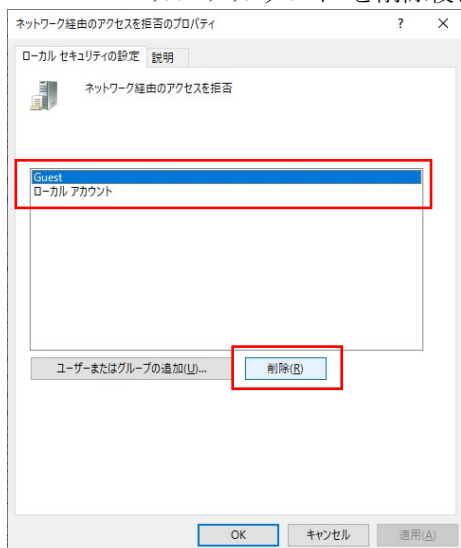 を削除後
ネットワーク経由のアクセスを拒否のプロパティ ? ×
ローカル セキュリティの設定 説明
ネットワーク経由のアクセスを拒否
Guest
ローカル アカウント
ユーザーまたはグループの追加(U)... 削除(R)
OK キャンセル 適用(A)